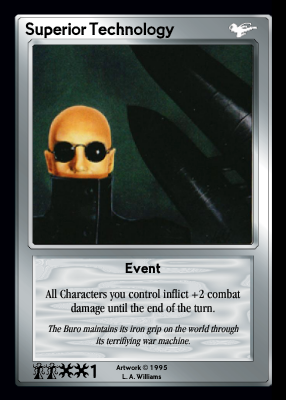 Superior Technology
Event
All Characters you control inflict +2 combat
damage until the end of the turn.
The Buro maintains its iron grip on the world through
its terriflying war machine.
1
Artwork © 1995
L. A. Williams